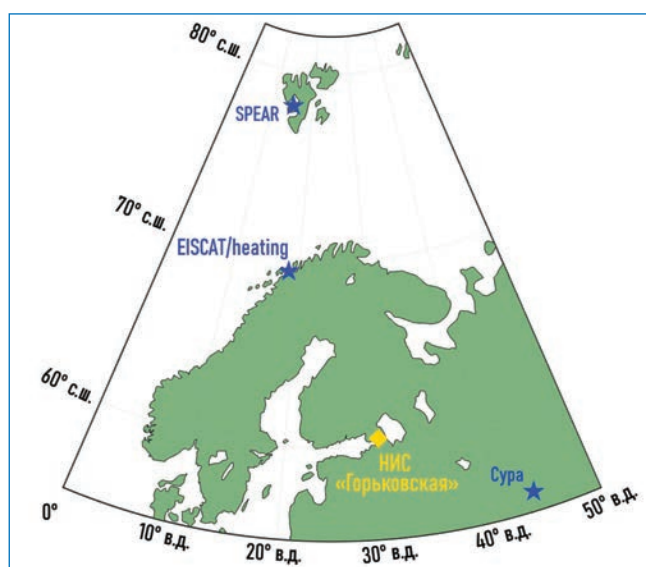 80° с.ш.
SPEAR
70° с.ш.
EISCAT/heating
60° с.ш.
НИС
«Горьковская»
Сура
0°
10° в.д.
20° в.д.
30° в.д.
40° в.д.
50° в.д.